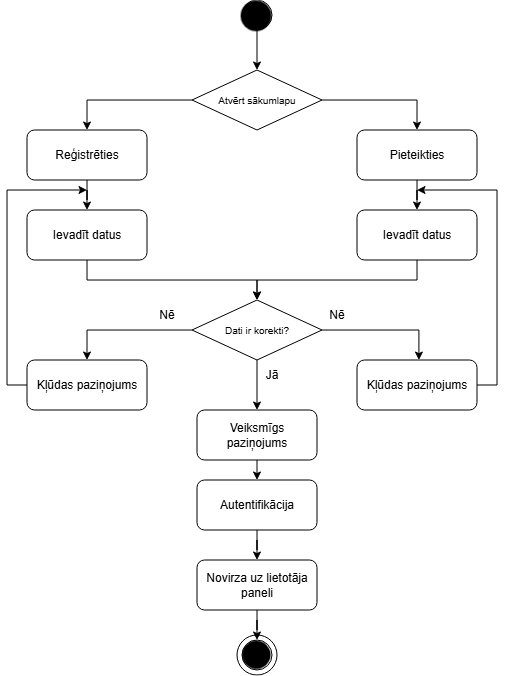 Atvērt sākumlapu
Reģistrēties
Pieteikties
Ievadīt datus
Ievadīt datus
Nē
Dati ir korekti?
Nē
Kļūdas paziņojums
Jā
Kļūdas paziņojums
Veiksmīgs
paziņojums
Autentifikācija
Novirza uz lietotāja
paneli